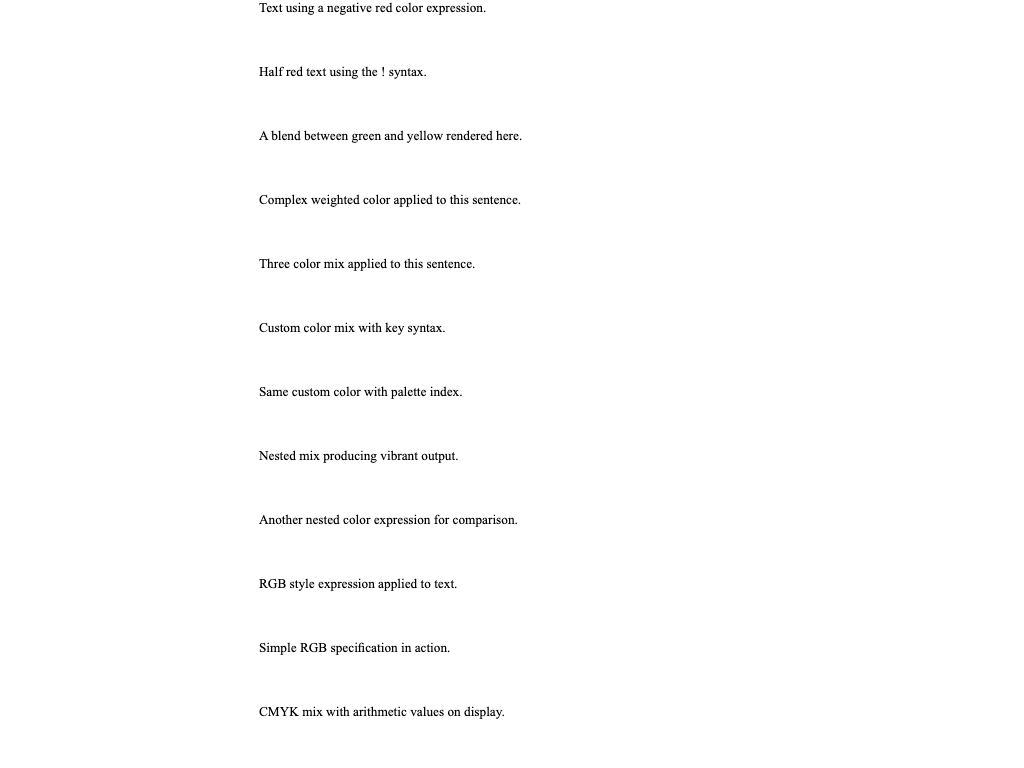 Text using a negative red color expression.
Half red text using the ! syntax.
A blend between green and yellow rendered here.
Complex weighted color applied to this sentence.
Three color mix applied to this sentence.
Custom color mix with key syntax.
Same custom color with palette index.
Nested mix producing vibrant output.
Another nested color expression for comparison.
RGB style expression applied to text.
Simple RGB specification in action.
CMYK mix with arithmetic values on display.